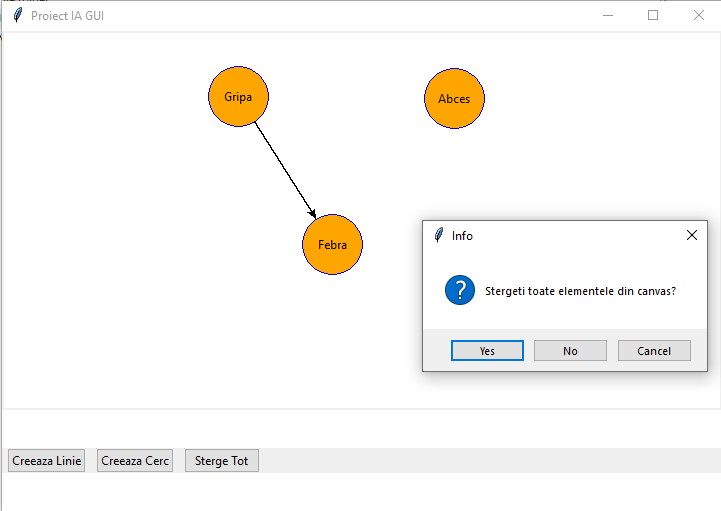 Proiect IA GUI
Gripa
Abces
Febra
Info
Stergeti toate elementele din canvas?
Yes No Cancel
Creeaza Linie Creeaza Cerc Sterge Tot